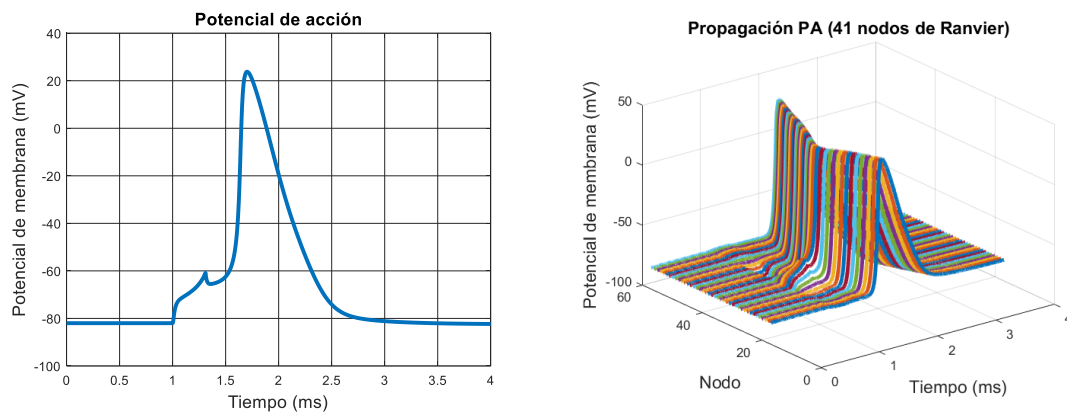 Potencial de acción
40
20
0
-20
-40
-60
-80
-100
Potencial de membrana (mV)
0 0.5 1 1.5 2 2.5 3 3.5 4
Tiempo (ms)
Propagación PA (41 nodos de Ranvier)
50
0
-50
-100
Potencial de membrana (mV)
60
40
20
0
Nodo
0
1
2
3
4
Tiempo (ms)